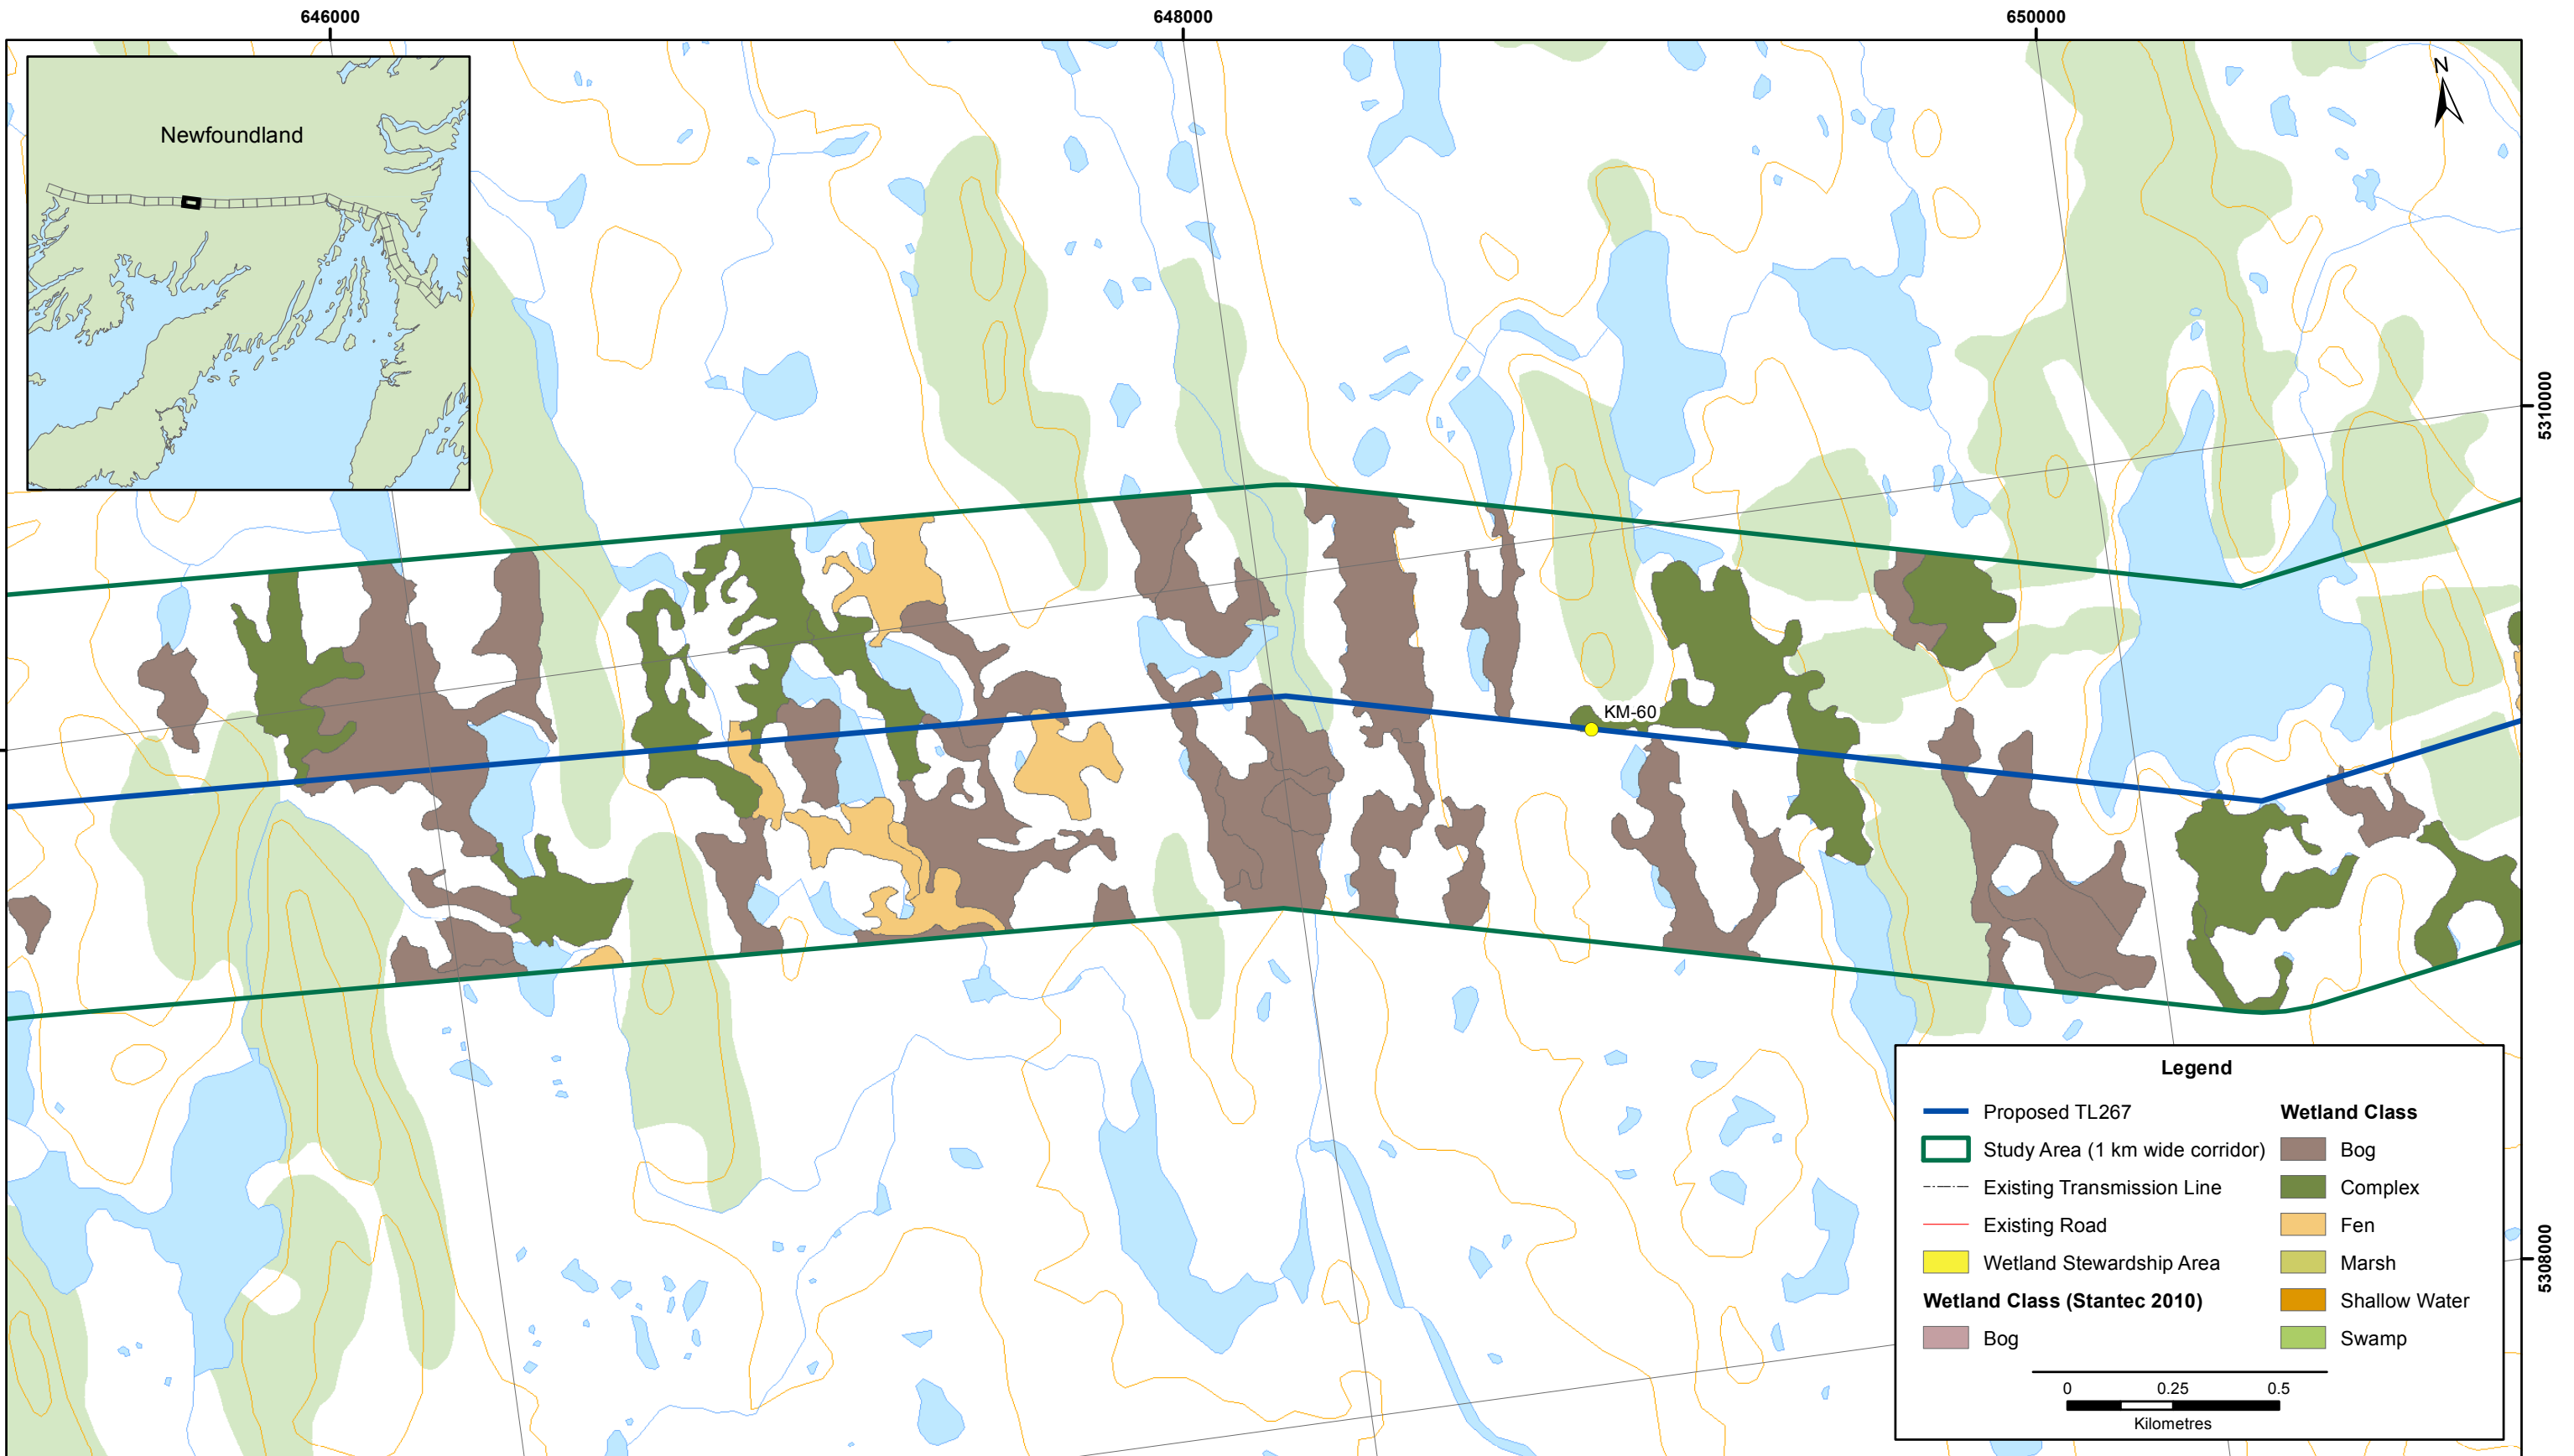 646000
648000
650000
Newfoundland
N
5310000
KM-60
5308000
Legend
Proposed TL267
Study Area (1 km wide corridor)
Existing Transmission Line
Existing Road
Wetland Stewardship Area
Wetland Class (Stantec 2010)
Bog
Wetland Class
Bog
Complex
Fen
Marsh
Shallow Water
Swamp
0 0.25 0.5
Kilometres